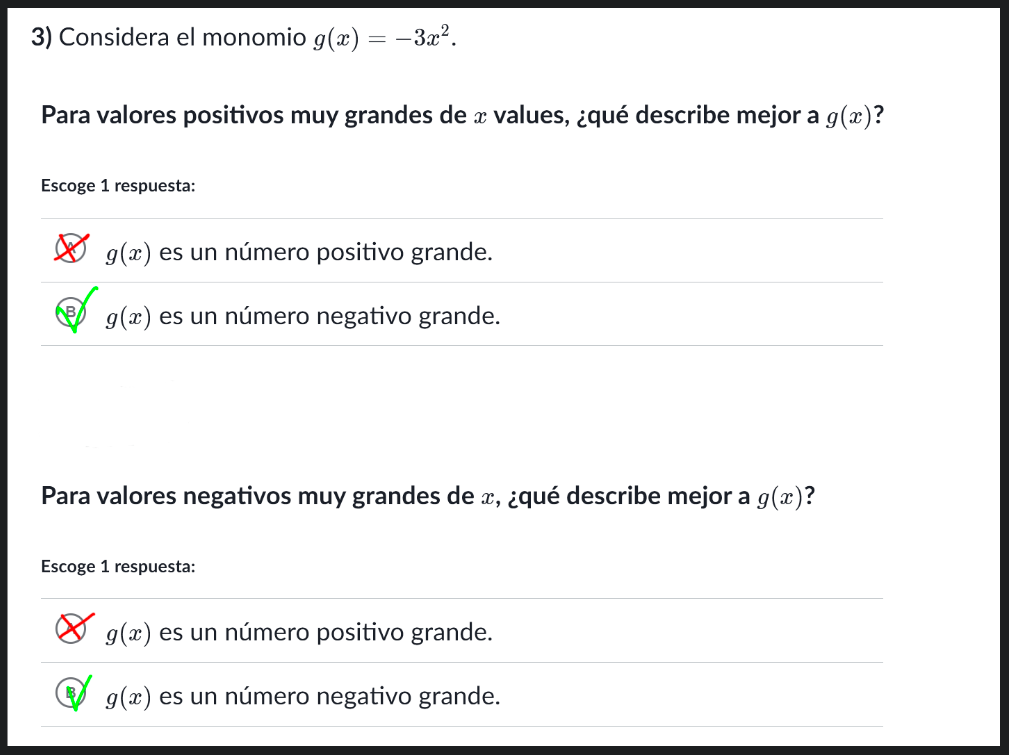 3) Considera el monomio g(x) = −3x².
Para valores positivos muy grandes de x values, ¿qué describe mejor a g(x)?
Escoge 1 respuesta:
A g(x) es un número positivo grande.
B g(x) es un número negativo grande.
Para valores negativos muy grandes de x, ¿qué describe mejor a g(x)?
Escoge 1 respuesta:
A g(x) es un número positivo grande.
B g(x) es un número negativo grande.